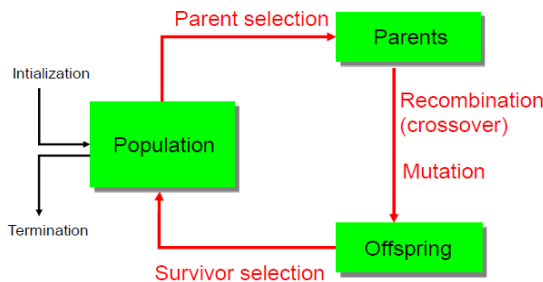 Parent selection
Parents
Intialization
Recombination
(crossover)
Population
Mutation
Termination
Offspring
Survivor selection